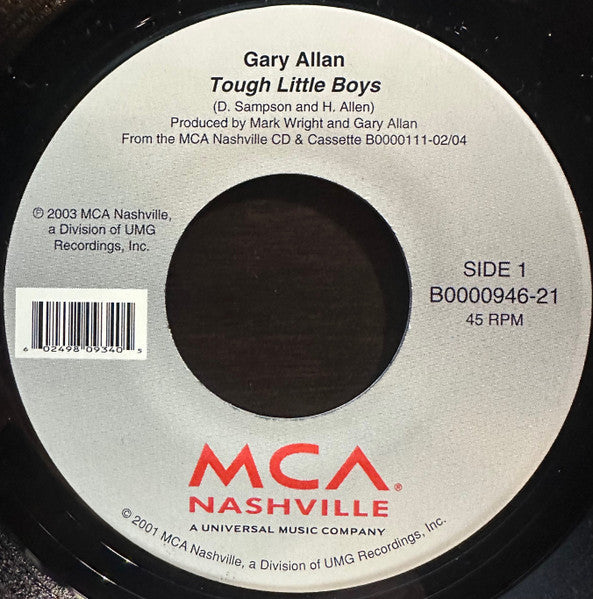 Gary Allan
Tough Little Boys
(D. Sampson and H. Allen)
Produced by Mark Wright and Gary Allan
From the MCA Nashville CD & Cassette B0000111-02/04
℗ 2003 MCA Nashville,
a Division of UMG
Recordings, Inc.
SIDE 1
B0000946-21
45 RPM
6 02498 09340 5
MCA®
NASHVILLE
A UNIVERSAL MUSIC COMPANY
© 2001 MCA Nashville, a Division of UMG Recordings, Inc.